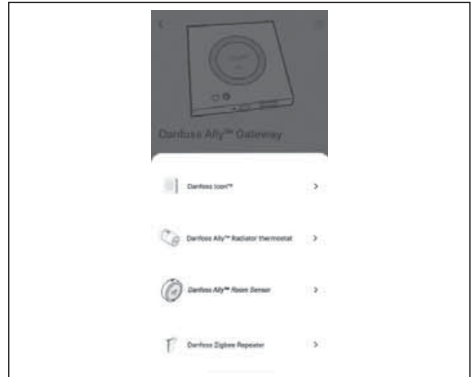 Danfoss Ally™ Gateway
Danfoss Icon™
Danfoss Ally™ Radiator thermostat
Danfoss Ally™ Room Sensor
Danfoss Zigbee Repeater